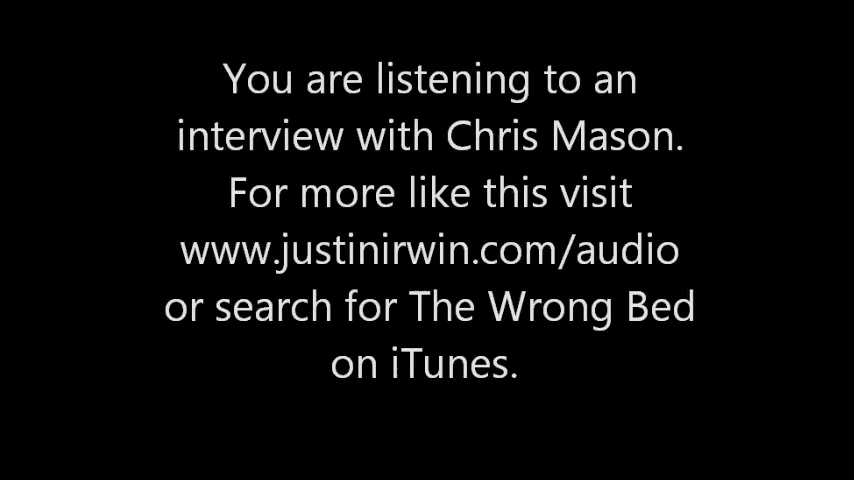 You are listening to an
interview with Chris Mason.
For more like this visit
www.justinirwin.com/audio
or search for The Wrong Bed
on iTunes.